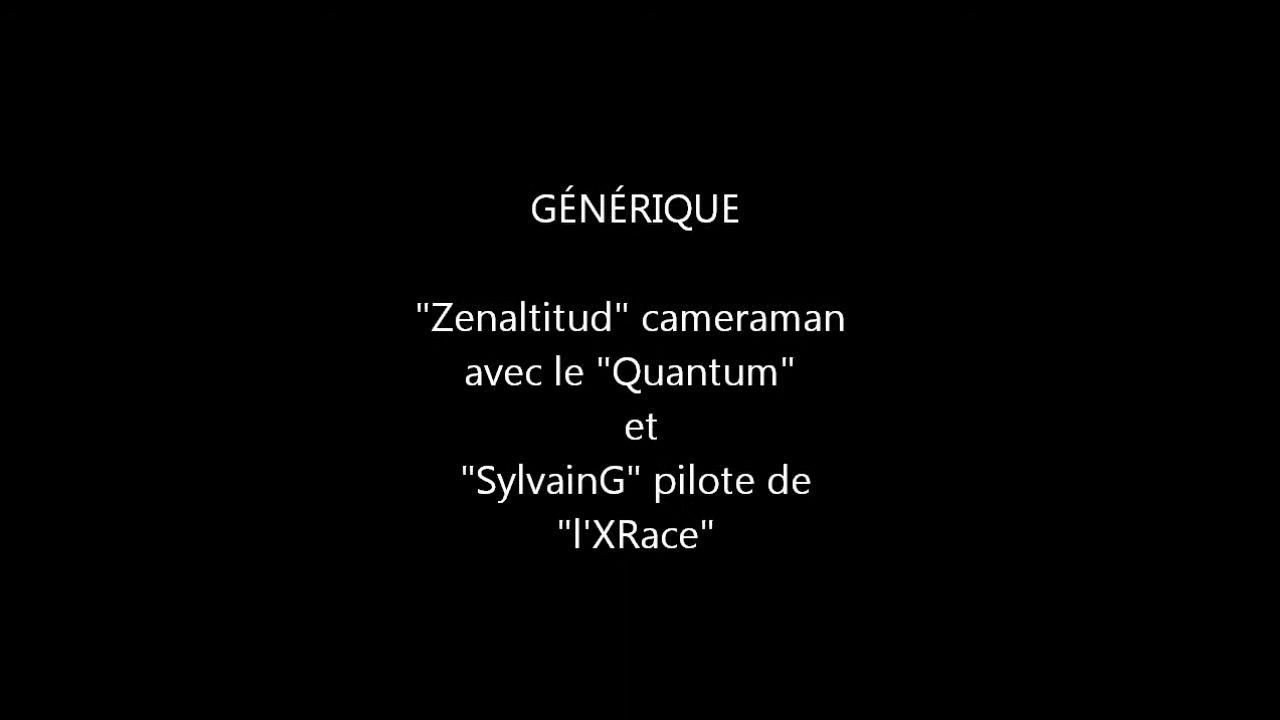 GÉNÉRIQUE
"Zenaltitud" cameraman
avec le "Quantum"
et
"SylvainG" pilote de
"l'XRace"